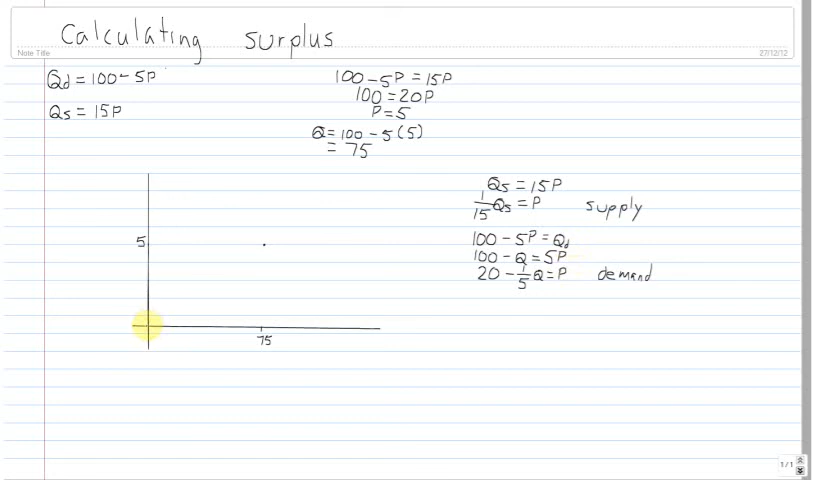 Calculating surplus
Note Title
27/12/12
Qd = 100 - 5P
Qs = 15P
100 - 5P = 15P
100 = 20P
P = 5
Q = 100 - 5 (5)
= 75
Qs = 15P
1/15 Qs = P supply
100 - 5P = Qd
100 - Q = 5P
20 - 1/5 Q = P demand
5
75
1/1